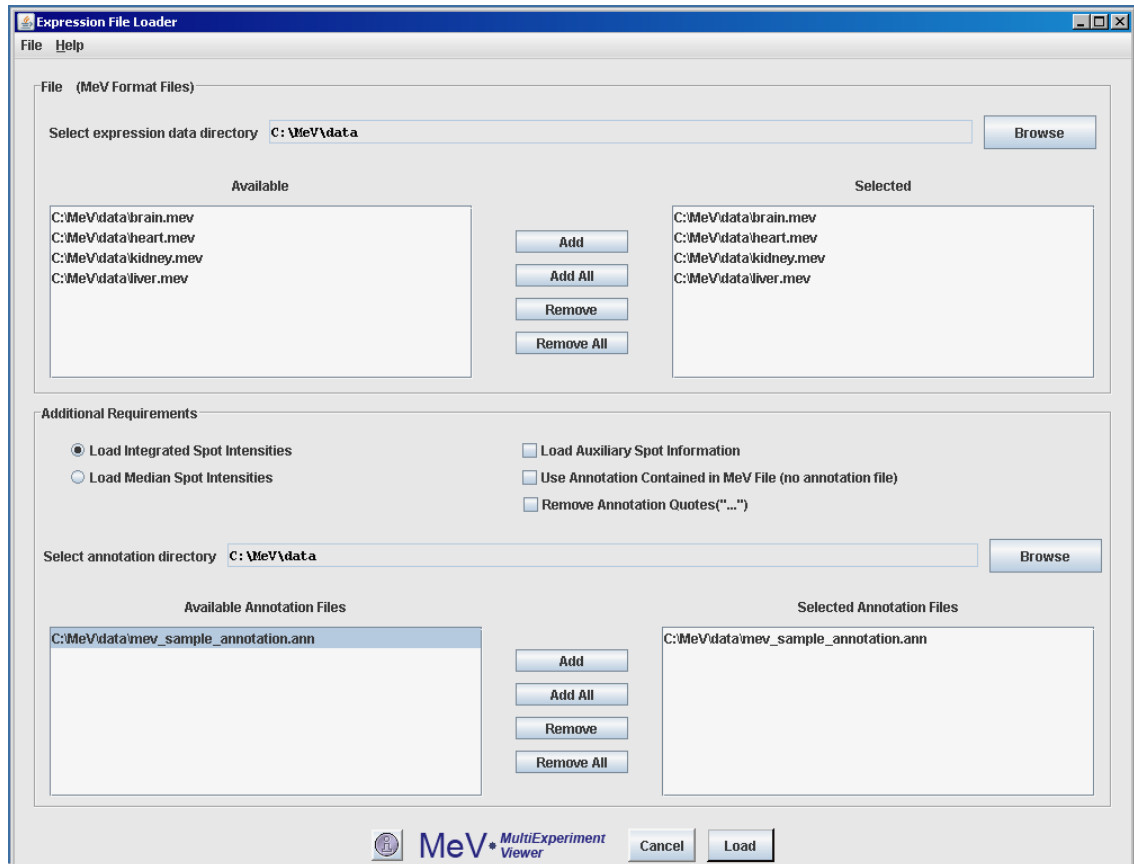 Expression File Loader
File Help
File (MeV Format Files)
Select expression data directory C:\MeV\data Browse
Available Selected
C:\MeV\data\brain.mev
C:\MeV\data\heart.mev
C:\MeV\data\kidney.mev
C:\MeV\data\liver.mev
Add
Add All
Remove
Remove All
C:\MeV\data\brain.mev
C:\MeV\data\heart.mev
C:\MeV\data\kidney.mev
C:\MeV\data\liver.mev
Additional Requirements
Load Integrated Spot Intensities
Load Median Spot Intensities
Load Auxiliary Spot Information
Use Annotation Contained in MeV File (no annotation file)
Remove Annotation Quotes("...")
Select annotation directory C:\MeV\data Browse
Available Annotation Files Selected Annotation Files
C:\MeV\data\mev_sample_annotation.ann
Add
Add All
Remove
Remove All
C:\MeV\data\mev_sample_annotation.ann
MeV• MultiExperiment
Viewer
Cancel Load